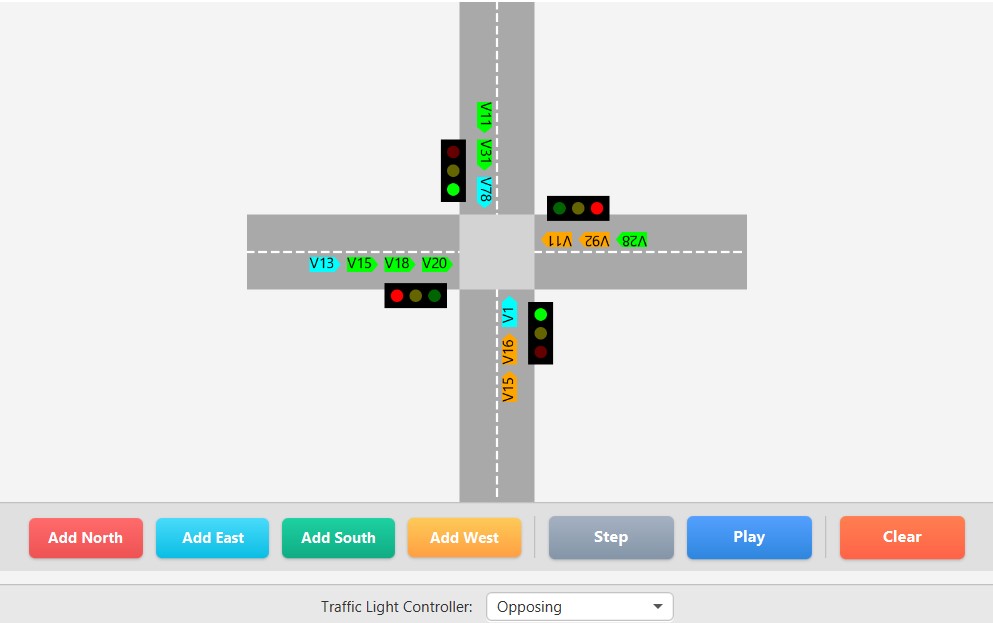 V11
V31
V78
V11 V92 V28
V13 V15 V18 V20
V1
V16
V15
Add North Add East Add South Add West Step Play Clear
Traffic Light Controller: Opposing